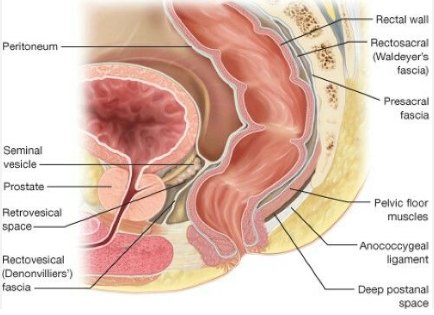 Peritoneum
Seminal
vesicle
Prostate
Retrovesical
space
Rectovesical
(Denonvilliers')
fascia
Rectal wall
Rectosacral
(Waldeyer's
fascia)
Presacral
fascia
Pelvic floor
muscles
Anococcygeal
ligament
Deep postanal
space